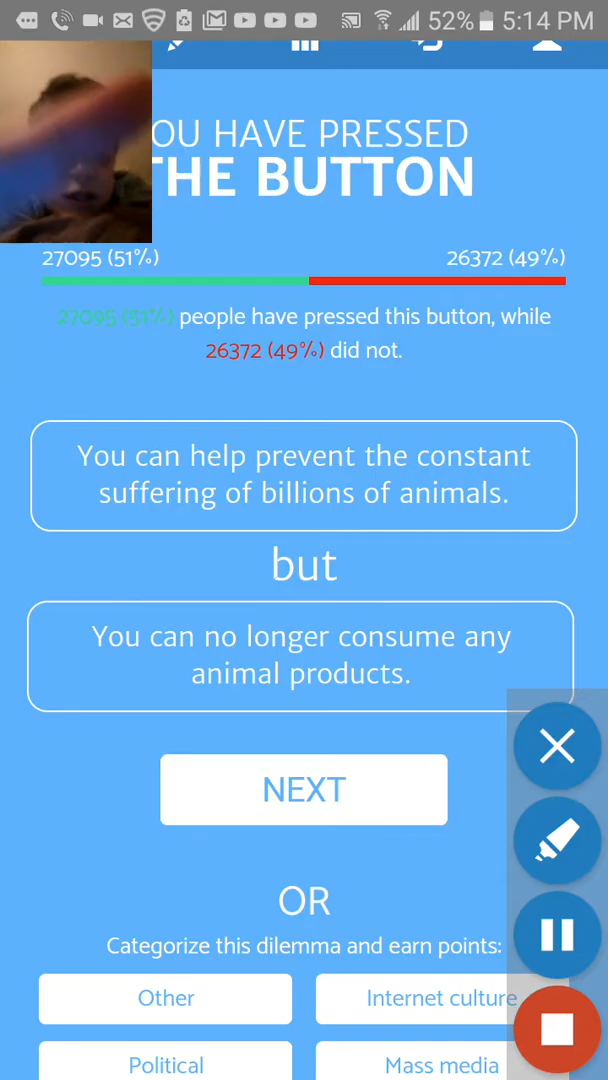 52% 5:14 PM
OU HAVE PRESSED
THE BUTTON
27095 (51%) 26372 (49%)
27095 (51%) people have pressed this button, while
26372 (49%) did not.
You can help prevent the constant
suffering of billions of animals.
but
You can no longer consume any
animal products.
NEXT
OR
Categorize this dilemma and earn points:
Other Internet culture
Political Mass media